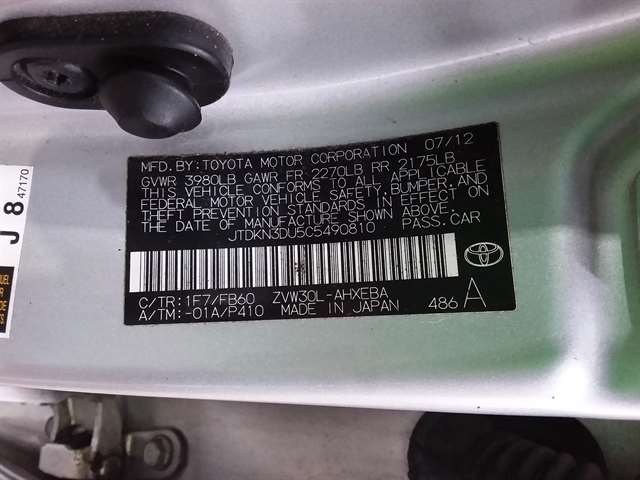 MFD. BY: TOYOTA MOTOR CORPORATION 07/12
GVWR 3980LB GAWR FR 2270LB RR 2175LB
THIS VEHICLE CONFORMS TO ALL APPLICABLE
FEDERAL MOTOR VEHICLE SAFETY, BUMPER, AND
THEFT PREVENTION STANDARDS IN EFFECT ON
THE DATE OF MANUFACTURE SHOWN ABOVE.
JTDKN3DU5C5490810 PASS. CAR
C/TR: 1F7/FB60 ZVW30L-AHXEBA
A/TM: -01A/P410 MADE IN JAPAN 486 A
J 8
47170